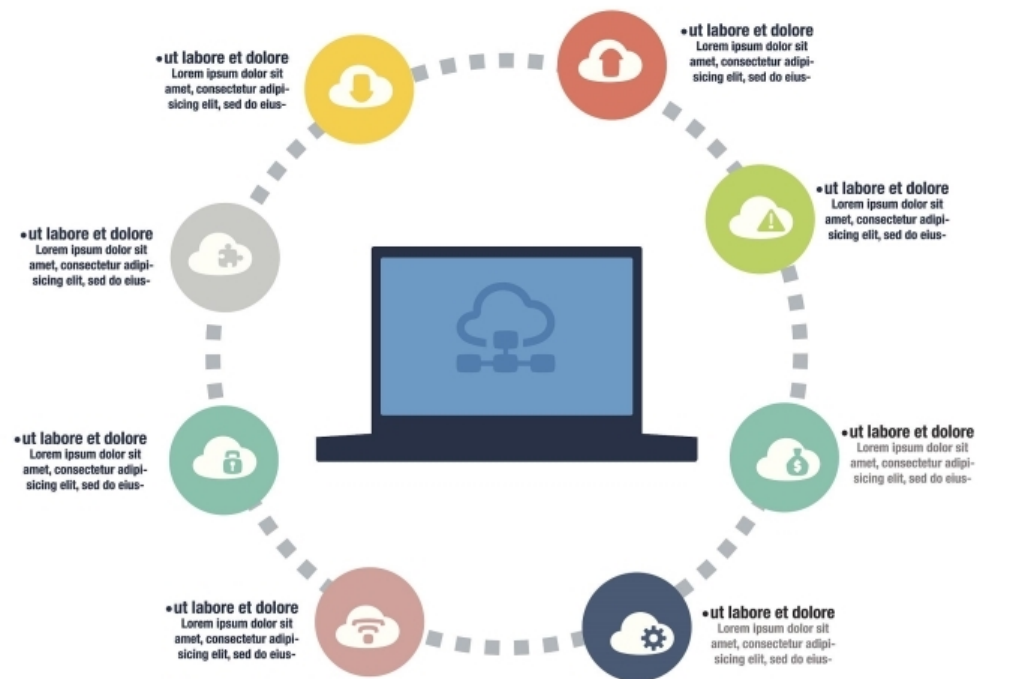 •ut labore et dolore
Lorem ipsum dolor sit
amet, consectetur adipi-
sicing elit, sed do eius-
•ut labore et dolore
Lorem ipsum dolor sit
amet, consectetur adipi-
sicing elit, sed do eius-
•ut labore et dolore
Lorem ipsum dolor sit
amet, consectetur adipi-
sicing elit, sed do eius-
•ut labore et dolore
Lorem ipsum dolor sit
amet, consectetur adipi-
sicing elit, sed do eius-
•ut labore et dolore
Lorem ipsum dolor sit
amet, consectetur adipi-
sicing elit, sed do eius-
•ut labore et dolore
Lorem ipsum dolor sit
amet, consectetur adipi-
sicing elit, sed do eius-
$
•ut labore et dolore
Lorem ipsum dolor sit
amet, consectetur adipi-
sicing elit, sed do eius-
•ut labore et dolore
Lorem ipsum dolor sit
amet, consectetur adipi-
sicing elit, sed do eius-